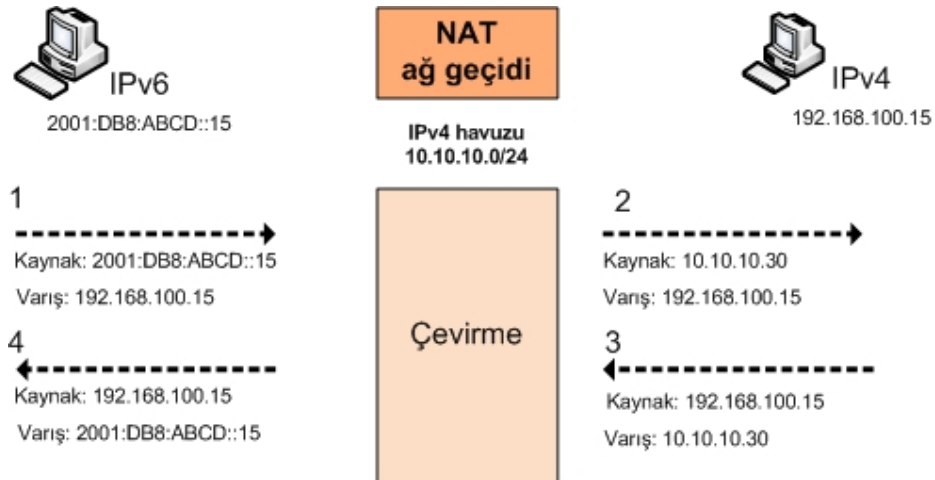 NAT
ağ geçidi
IPv6
2001:DB8:ABCD::15
IPv4
192.168.100.15
IPv4 havuzu
10.10.10.0/24
1
Kaynak: 2001:DB8:ABCD::15
Varış: 192.168.100.15
2
Kaynak: 10.10.10.30
Varış: 192.168.100.15
Çevirme
4
Kaynak: 192.168.100.15
Varış: 2001:DB8:ABCD::15
3
Kaynak: 192.168.100.15
Varış: 10.10.10.30